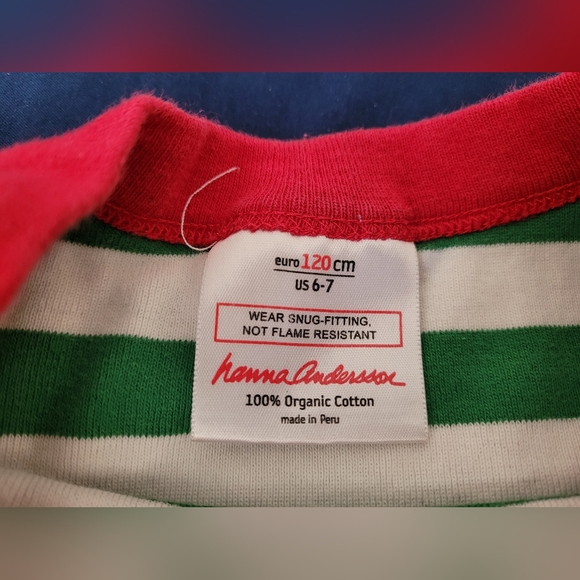 euro 120 cm
US 6-7
WEAR SNUG-FITTING,
NOT FLAME RESISTANT
hanna Andersson
100% Organic Cotton
made in Peru